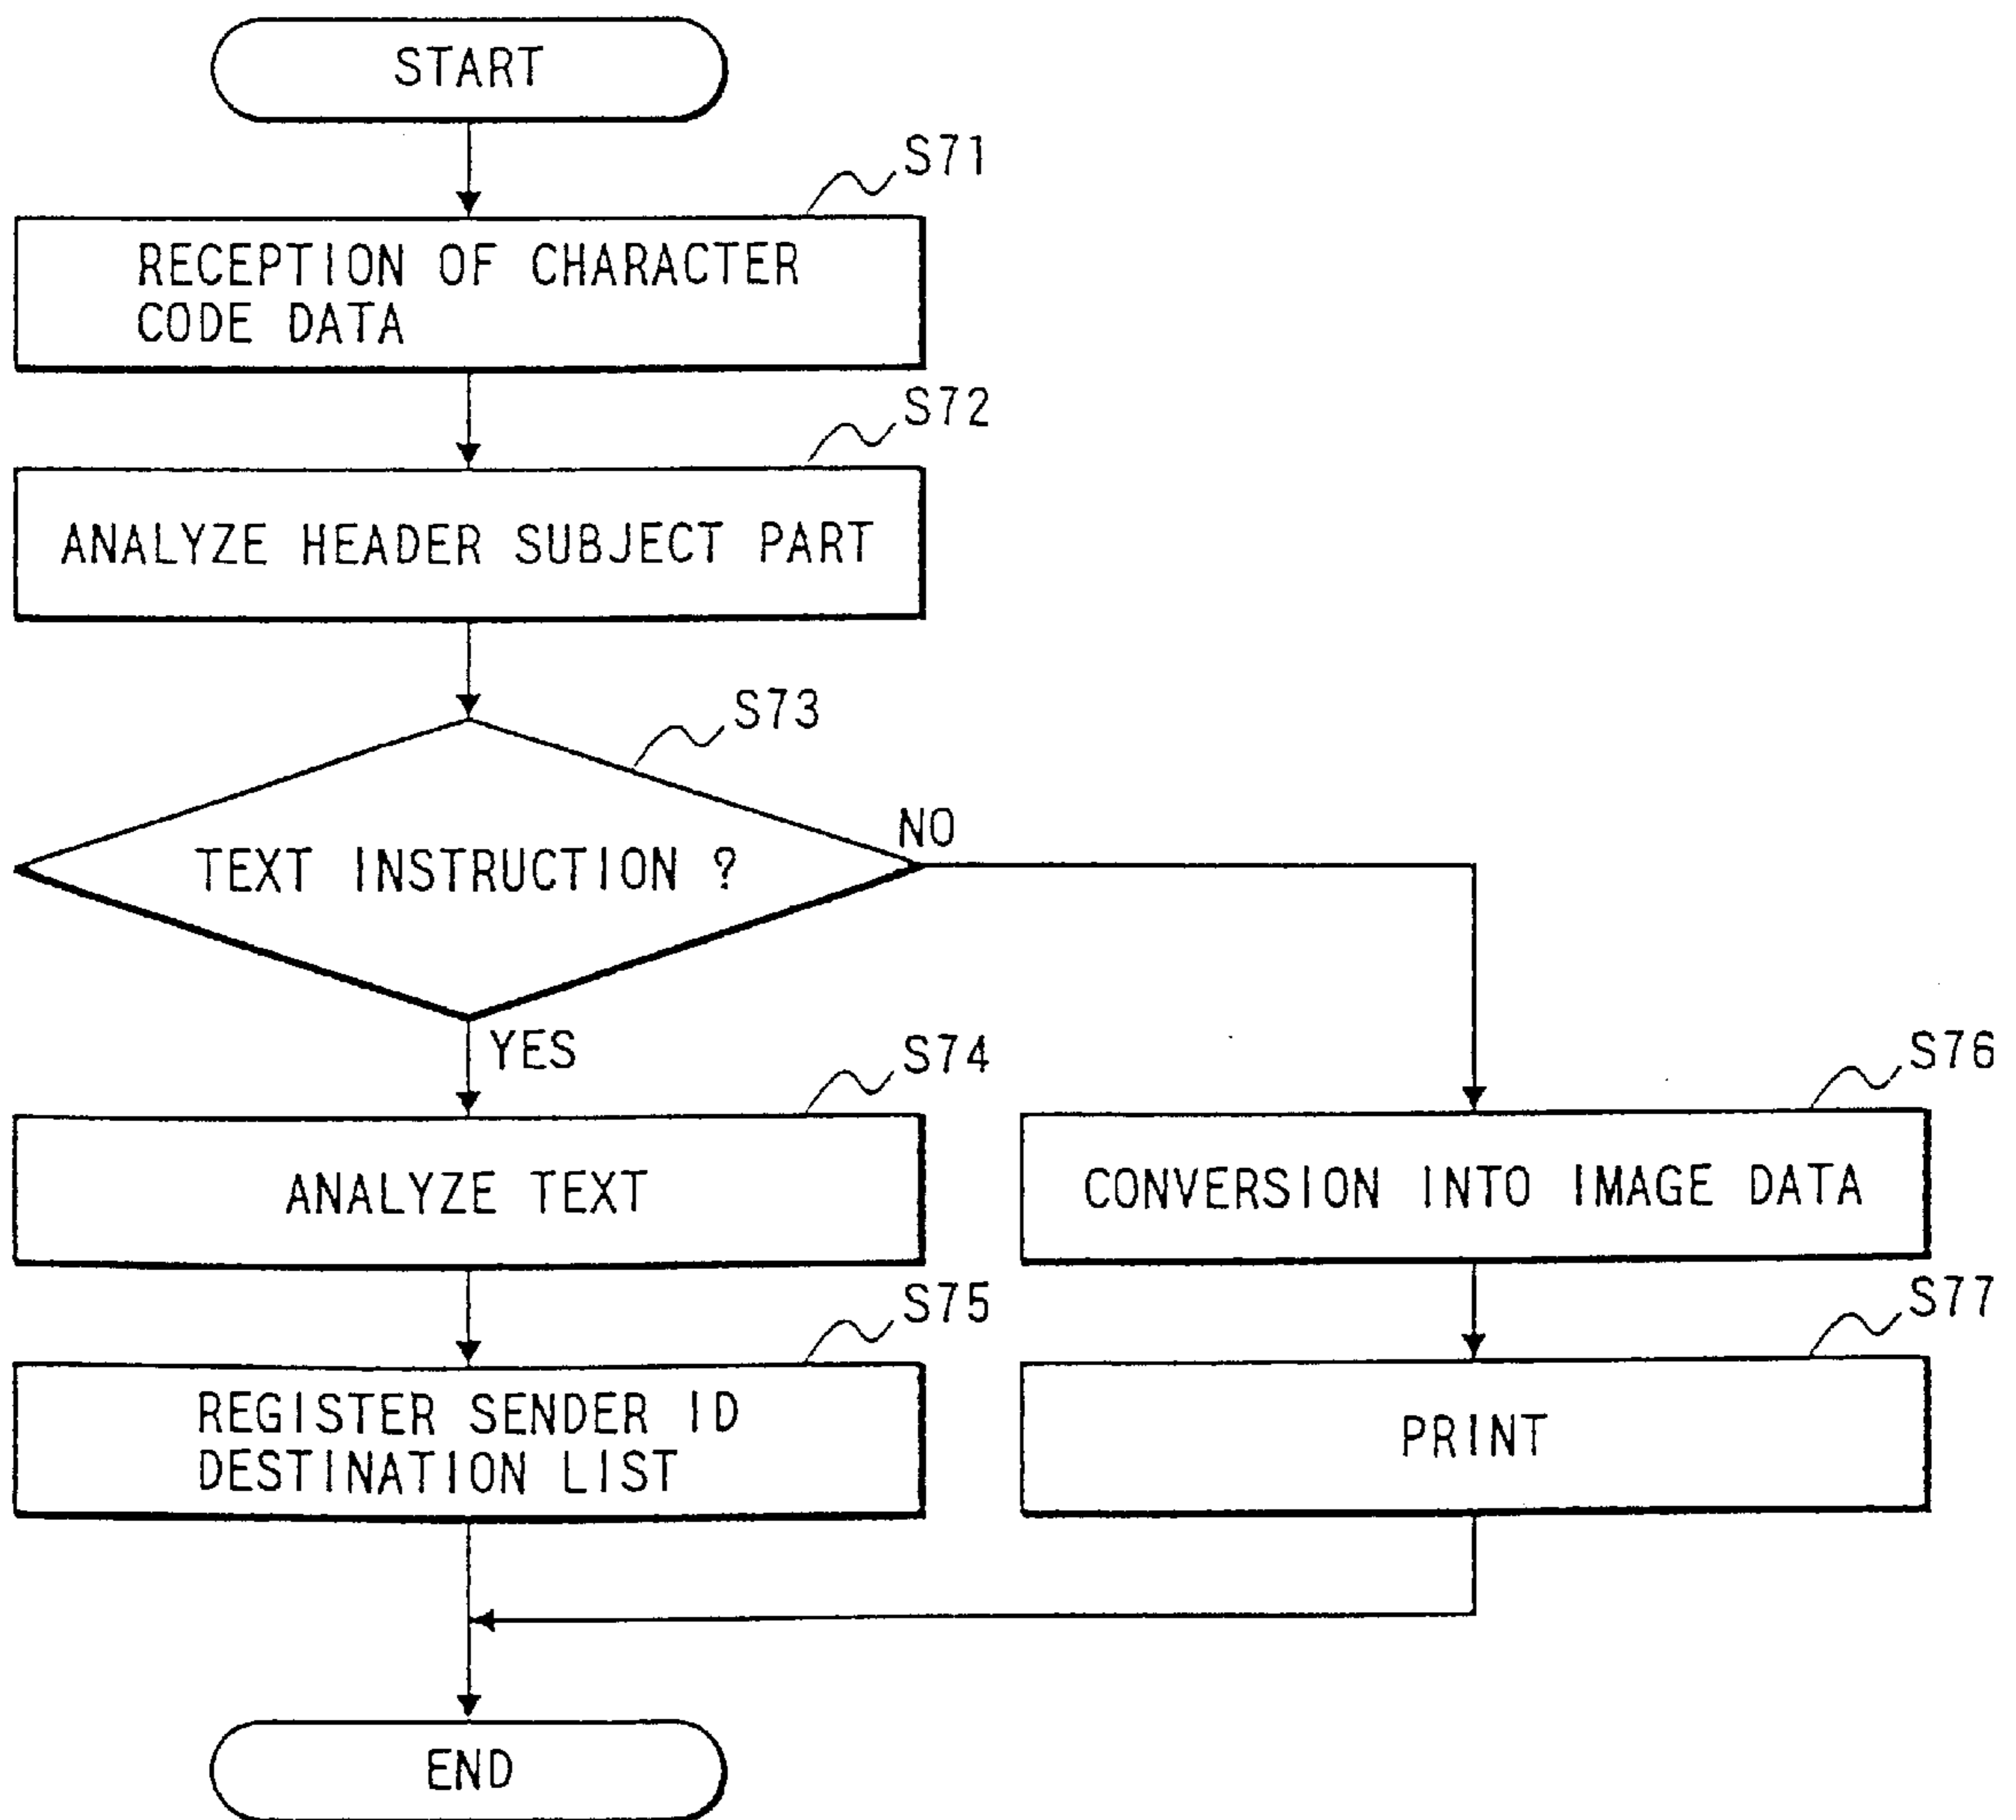 START
S71
RECEPTION OF CHARACTER
CODE DATA
S72
ANALYZE HEADER SUBJECT PART
S73
TEXT INSTRUCTION ?
NO
YES
S74
ANALYZE TEXT
S76
CONVERSION INTO IMAGE DATA
S75
REGISTER SENDER ID
DESTINATION LIST
S77
PRINT
END